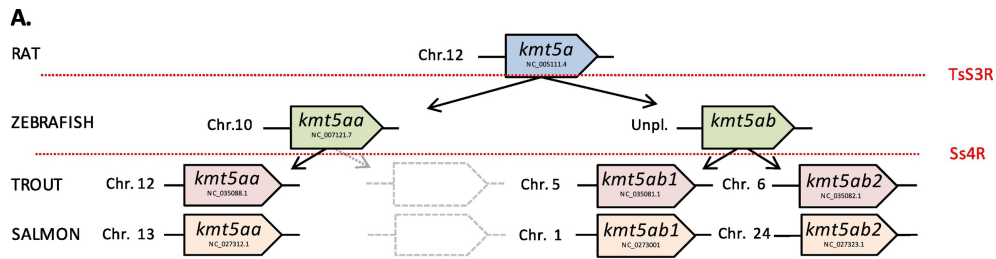 A.
RAT
Chr.12
kmt5a
NC_005111.4
TsS3R
ZEBRAFISH
Chr.10
kmt5aa
NC_007121.7
Unpl.
kmt5ab
Ss4R
TROUT
Chr. 12
kmt5aa
NC_035088.1
Chr. 5
kmt5ab1
NC_035081.1
Chr. 6
kmt5ab2
NC_035082.1
SALMON
Chr. 13
kmt5aa
NC_027312.1
Chr. 1
kmt5ab1
NC_0273001
Chr. 24
kmt5ab2
NC_027323.1